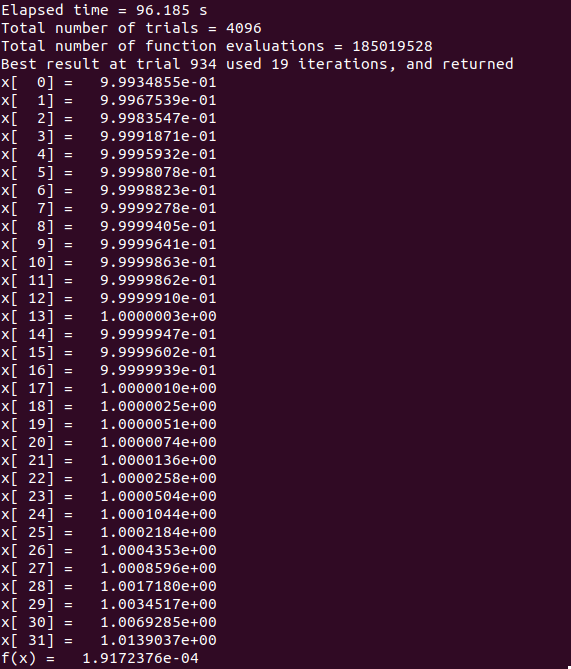 Elapsed time = 96.185 s
Total number of trials = 4096
Total number of function evaluations = 185019528
Best result at trial 934 used 19 iterations, and returned
x[  0] =   9.9934855e-01
x[  1] =   9.9967539e-01
x[  2] =   9.9983547e-01
x[  3] =   9.9991871e-01
x[  4] =   9.9995932e-01
x[  5] =   9.9998078e-01
x[  6] =   9.9998823e-01
x[  7] =   9.9999278e-01
x[  8] =   9.9999405e-01
x[  9] =   9.9999641e-01
x[ 10] =   9.9999863e-01
x[ 11] =   9.9999862e-01
x[ 12] =   9.9999910e-01
x[ 13] =   1.0000003e+00
x[ 14] =   9.9999947e-01
x[ 15] =   9.9999602e-01
x[ 16] =   9.9999939e-01
x[ 17] =   1.0000010e+00
x[ 18] =   1.0000025e+00
x[ 19] =   1.0000051e+00
x[ 20] =   1.0000074e+00
x[ 21] =   1.0000136e+00
x[ 22] =   1.0000258e+00
x[ 23] =   1.0000504e+00
x[ 24] =   1.0001044e+00
x[ 25] =   1.0002184e+00
x[ 26] =   1.0004353e+00
x[ 27] =   1.0008596e+00
x[ 28] =   1.0017180e+00
x[ 29] =   1.0034517e+00
x[ 30] =   1.0069285e+00
x[ 31] =   1.0139037e+00
f(x) =   1.9172376e-04